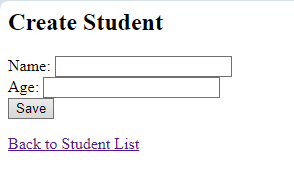 Create Student
Name:
Age:
Save
Back to Student List